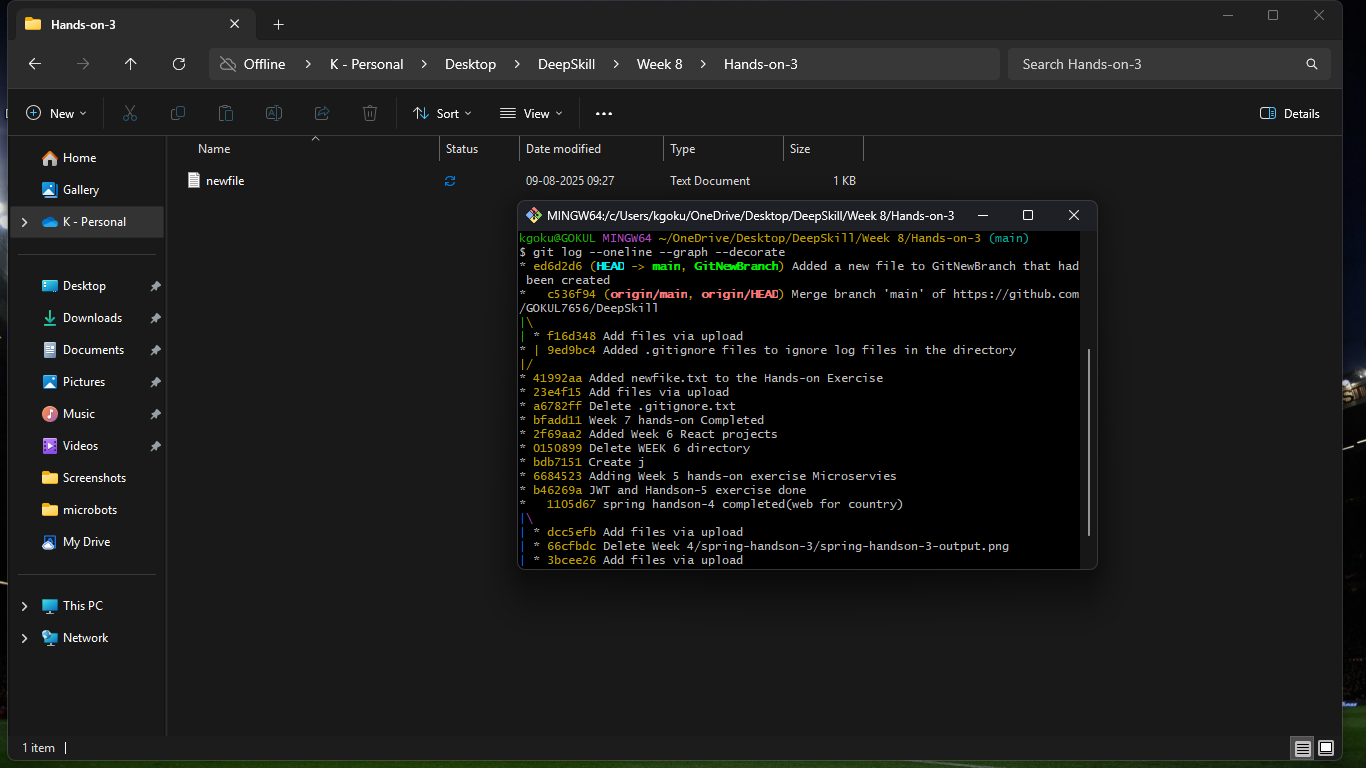 Hands-on-3
Offline > K - Personal > Desktop > DeepSkill > Week 8 > Hands-on-3
Search Hands-on-3
New
Sort
View
Details
Name Status Date modified Type Size
newfile 09-08-2025 09:27 Text Document 1 KB
Home
Gallery
K - Personal
Desktop
Downloads
Documents
Pictures
Music
Videos
Screenshots
microbots
My Drive
This PC
Network
1 item
MINGW64:/c/Users/kgoku/OneDrive/Desktop/DeepSkill/Week 8/Hands-on-3
kgoku@GOKUL MINGW64 ~/OneDrive/Desktop/DeepSkill/Week 8/Hands-on-3 (main)
$ git log --oneline --graph --decorate
* ed6d2d6 (HEAD -> main, GitNewBranch) Added a new file to GitNewBranch that had
been created
*   c536f94 (origin/main, origin/HEAD) Merge branch 'main' of https://github.com
/GOKUL7656/DeepSkill
|\
| * f16d348 Add files via upload
* | 9ed9bc4 Added .gitignore files to ignore log files in the directory
|/
* 41992aa Added newfike.txt to the Hands-on Exercise
* 23e4f15 Add files via upload
* a6782ff Delete .gitignore.txt
* bfadd11 Week 7 hands-on Completed
* 2f69aa2 Added Week 6 React projects
* 0150899 Delete WEEK 6 directory
* bdb7151 Create j
* 6684523 Adding Week 5 hands-on exercise Microservies
* b46269a JWT and Handson-5 exercise done
*   1105d67 spring handson-4 completed(web for country)
|\
| * dcc5efb Add files via upload
| * 66cfbdc Delete Week 4/spring-handson-3/spring-handson-3-output.png
| * 3bcee26 Add files via upload